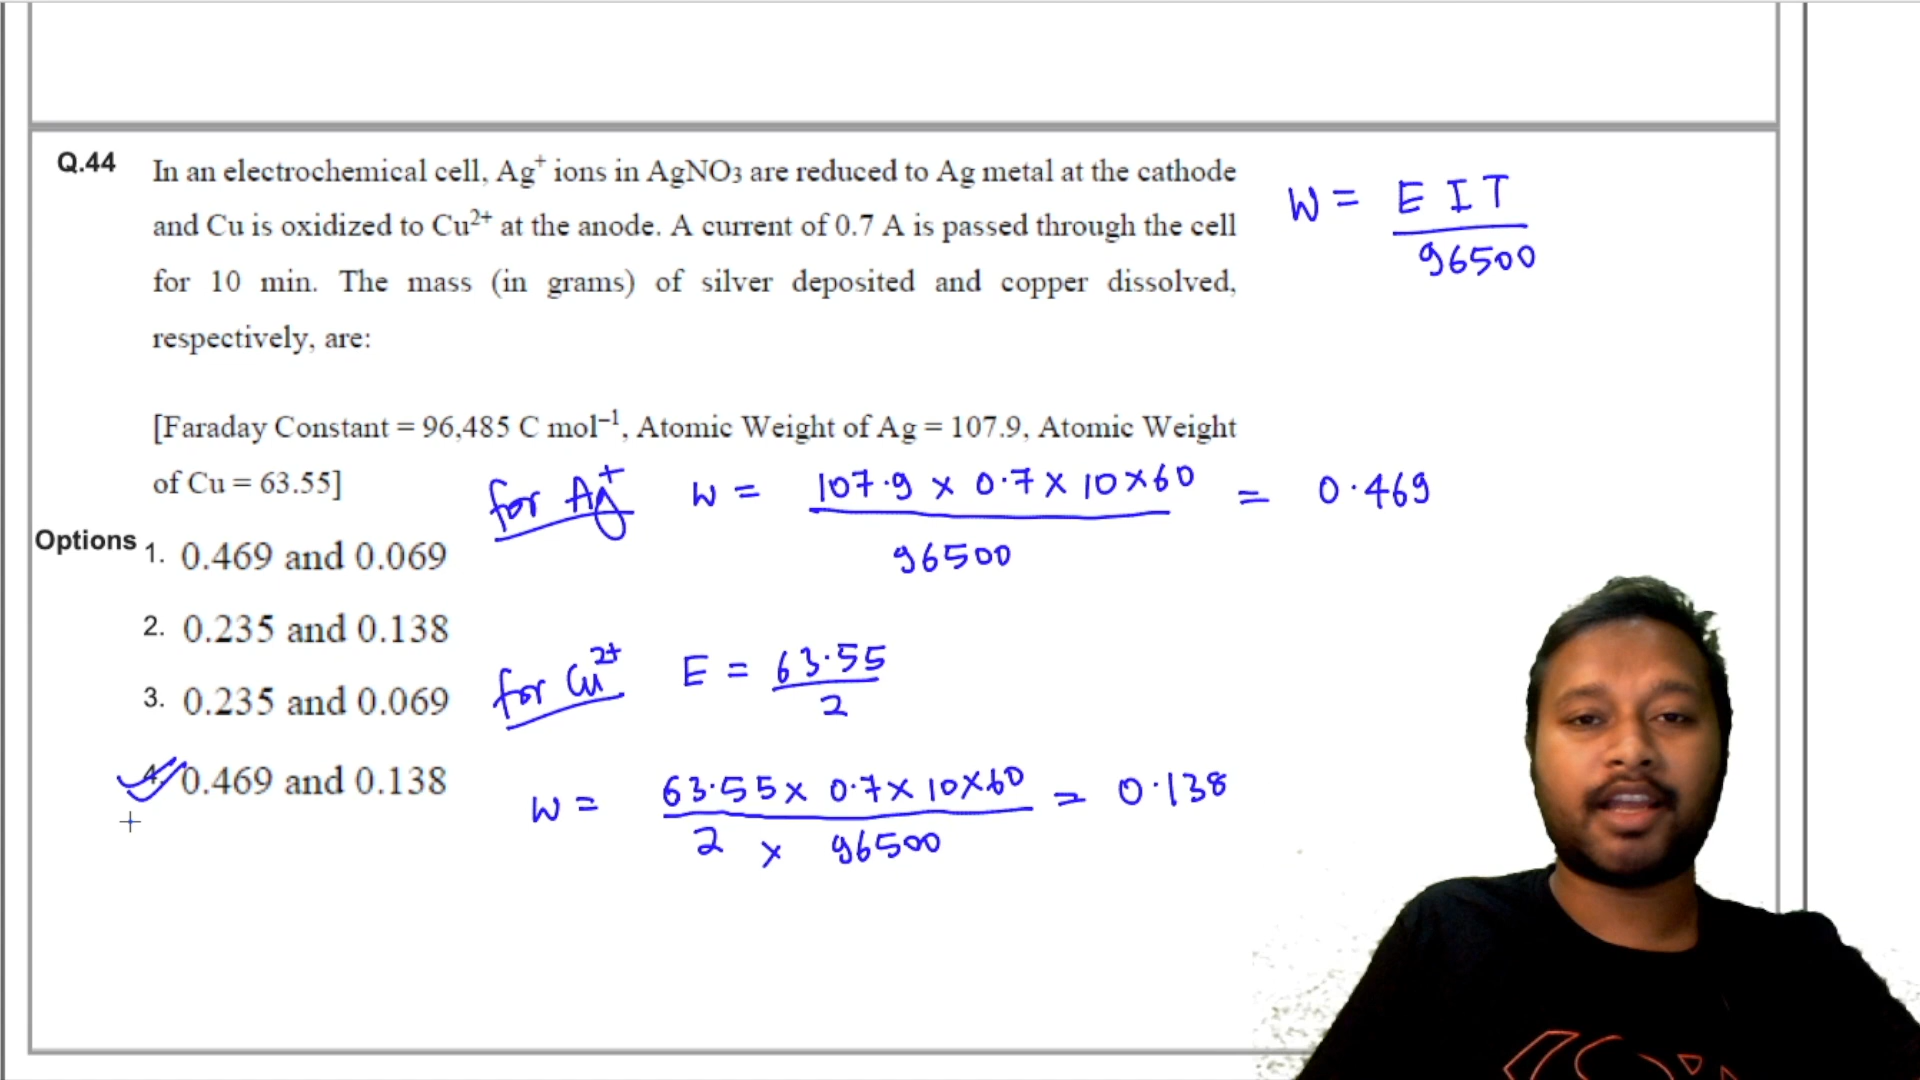 Q.44 In an electrochemical cell, Ag⁺ ions in AgNO₃ are reduced to Ag metal at the cathode
and Cu is oxidized to Cu²⁺ at the anode. A current of 0.7 A is passed through the cell
for 10 min. The mass (in grams) of silver deposited and copper dissolved,
respectively, are:
W = E I T / 96500
[Faraday Constant = 96,485 C mol⁻¹, Atomic Weight of Ag = 107.9, Atomic Weight
of Cu = 63.55]
for Ag⁺ W = 107.9 × 0.7 × 10 × 60 / 96500 = 0.469
Options 1. 0.469 and 0.069
2. 0.235 and 0.138
3. 0.235 and 0.069
4. 0.469 and 0.138
for Cu²⁺ E = 63.55 / 2
W = 63.55 × 0.7 × 10 × 60 / 2 × 96500 = 0.138